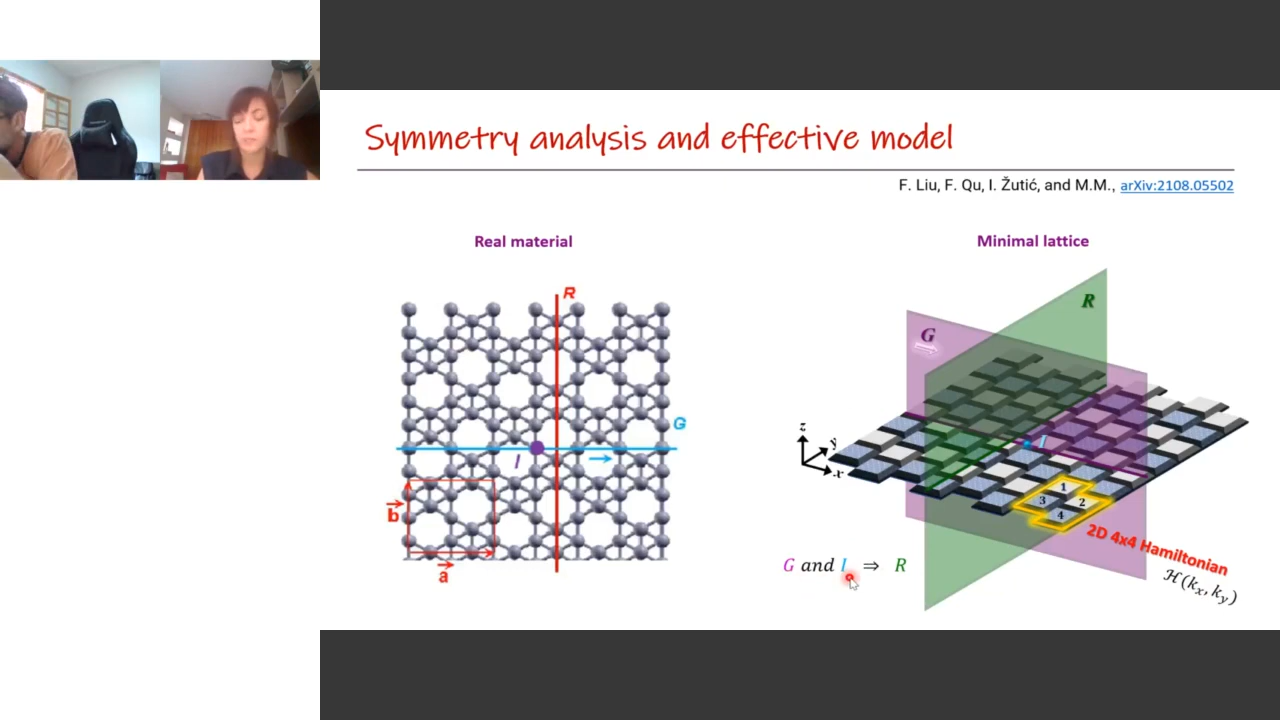 Symmetry analysis and effective model
F. Liu, F. Qu, I. Žutić, and M.M., arXiv:2108.05502
Real material
Minimal lattice
R
G
I
b
a
R
G
z
y
x
I
1
3 2
4
2D 4x4 Hamiltonian
ℋ(kₓ, kᵧ)
G and I ⇒ R